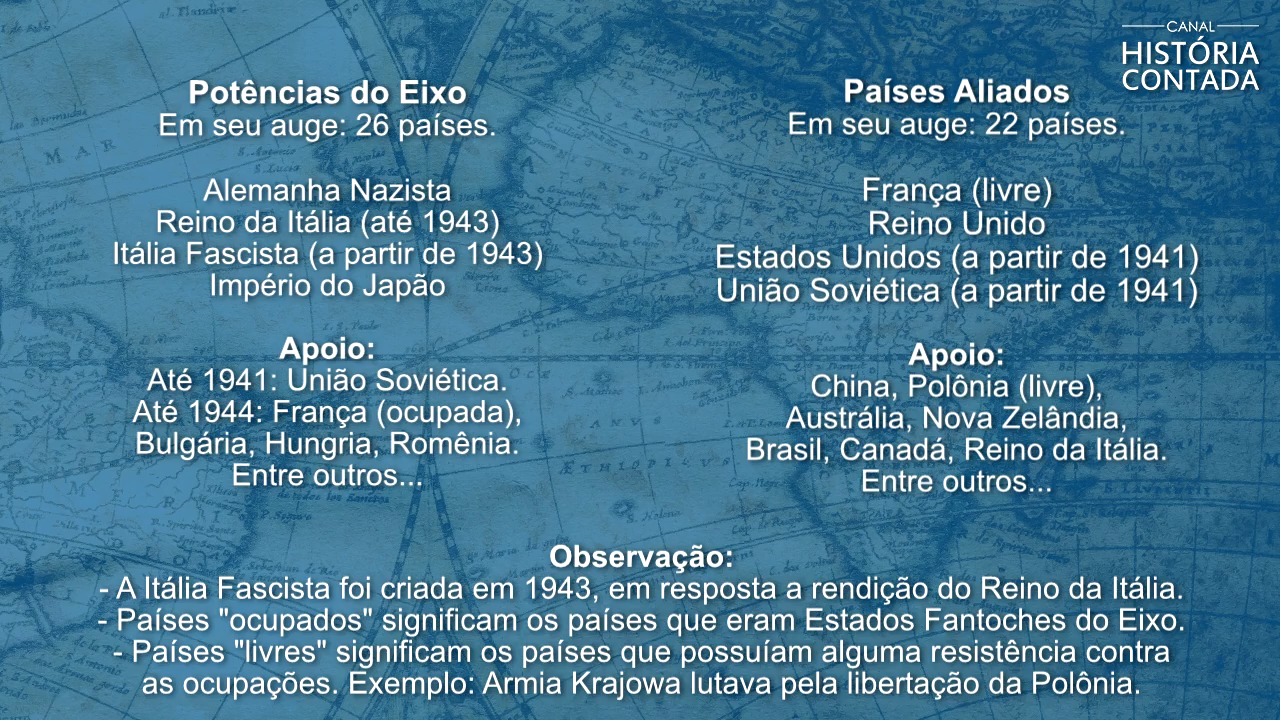 CANAL
HISTÓRIA
CONTADA
Potências do Eixo
Em seu auge: 26 países.
Alemanha Nazista
Reino da Itália (até 1943)
Itália Fascista (a partir de 1943)
Império do Japão
Apoio:
Até 1941: União Soviética.
Até 1944: França (ocupada),
Bulgária, Hungria, Romênia.
Entre outros...
Países Aliados
Em seu auge: 22 países.
França (livre)
Reino Unido
Estados Unidos (a partir de 1941)
União Soviética (a partir de 1941)
Apoio:
China, Polônia (livre),
Austrália, Nova Zelândia,
Brasil, Canadá, Reino da Itália.
Entre outros...
Observação:
- A Itália Fascista foi criada em 1943, em resposta a rendição do Reino da Itália.
- Países "ocupados" significam os países que eram Estados Fantoches do Eixo.
- Países "livres" significam os países que possuíam alguma resistência contra
as ocupações. Exemplo: Armia Krajowa lutava pela libertação da Polônia.